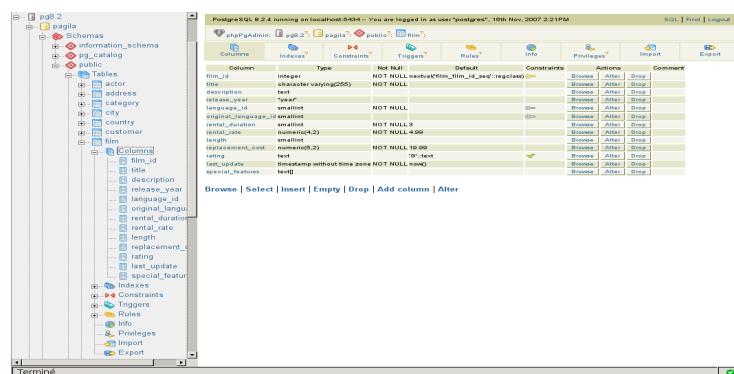 pg8.2
pagila
Schemas
information_schema
pg_catalog
public
Tables
actor
address
category
city
country
customer
film
Columns
film_id
title
description
release_year
language_id
original_langu
rental_duration
rental_rate
length
replacement_c
rating
last_update
special_featur
Indexes
Constraints
Triggers
Rules
Info
Privileges
Import
Export
Terminé
PostgreSQL 8.2.4 running on localhost:5434 -- You are logged in as user "postgres", 10th Nov, 2007 2:21PM
SQL | Find | Logout
phpPgAdmin: pg8.2?: pagila?: public?: film?:
Columns Indexes? Constraints? Triggers? Rules? Info Privileges? Import Export
Column Type Not Null Default Constraints Actions Comment
film_id integer NOT NULL nextval('film_film_id_seq'::regclass) Browse Alter Drop
title character varying(255) NOT NULL Browse Alter Drop
description text Browse Alter Drop
release_year "year" Browse Alter Drop
language_id smallint NOT NULL Browse Alter Drop
original_language_id smallint Browse Alter Drop
rental_duration smallint NOT NULL 3 Browse Alter Drop
rental_rate numeric(4,2) NOT NULL 4.99 Browse Alter Drop
length smallint Browse Alter Drop
replacement_cost numeric(5,2) NOT NULL 19.99 Browse Alter Drop
rating text 'G'::text Browse Alter Drop
last_update timestamp without time zone NOT NULL now() Browse Alter Drop
special_features text[] Browse Alter Drop
Browse | Select | Insert | Empty | Drop | Add column | Alter